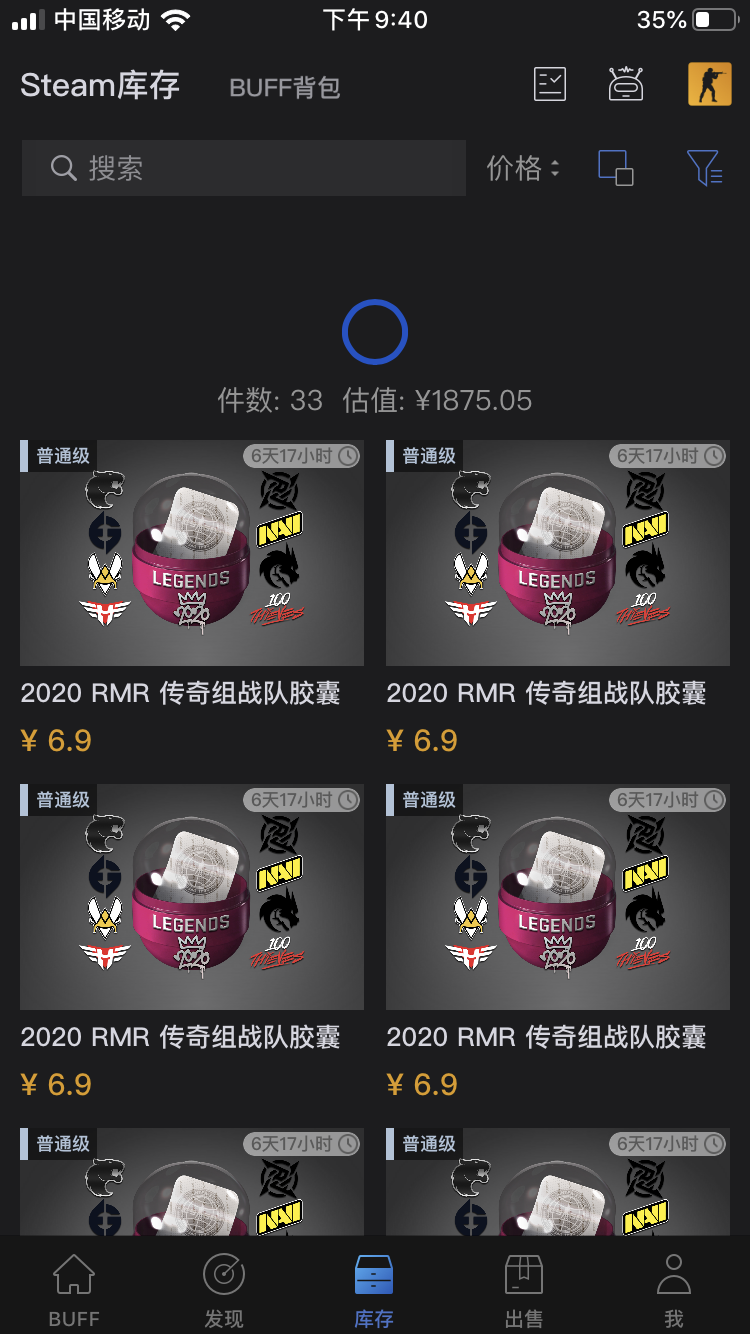 中国移动 下午9:40 35%
Steam库存 BUFF背包
搜索 价格
件数: 33 估值: ¥1875.05
普通级 6天17小时 普通级 6天17小时
NAVI NAVI
LEGENDS LEGENDS
2020 2020
100 100
THIEVES THIEVES
2020 RMR 传奇组战队胶囊 2020 RMR 传奇组战队胶囊
¥ 6.9 ¥ 6.9
普通级 6天17小时 普通级 6天17小时
NAVI NAVI
LEGENDS LEGENDS
2020 2020
100 100
THIEVES THIEVES
2020 RMR 传奇组战队胶囊 2020 RMR 传奇组战队胶囊
¥ 6.9 ¥ 6.9
普通级 6天17小时 普通级 6天17小时
NAVI NAVI
BUFF 发现 库存 出售 我